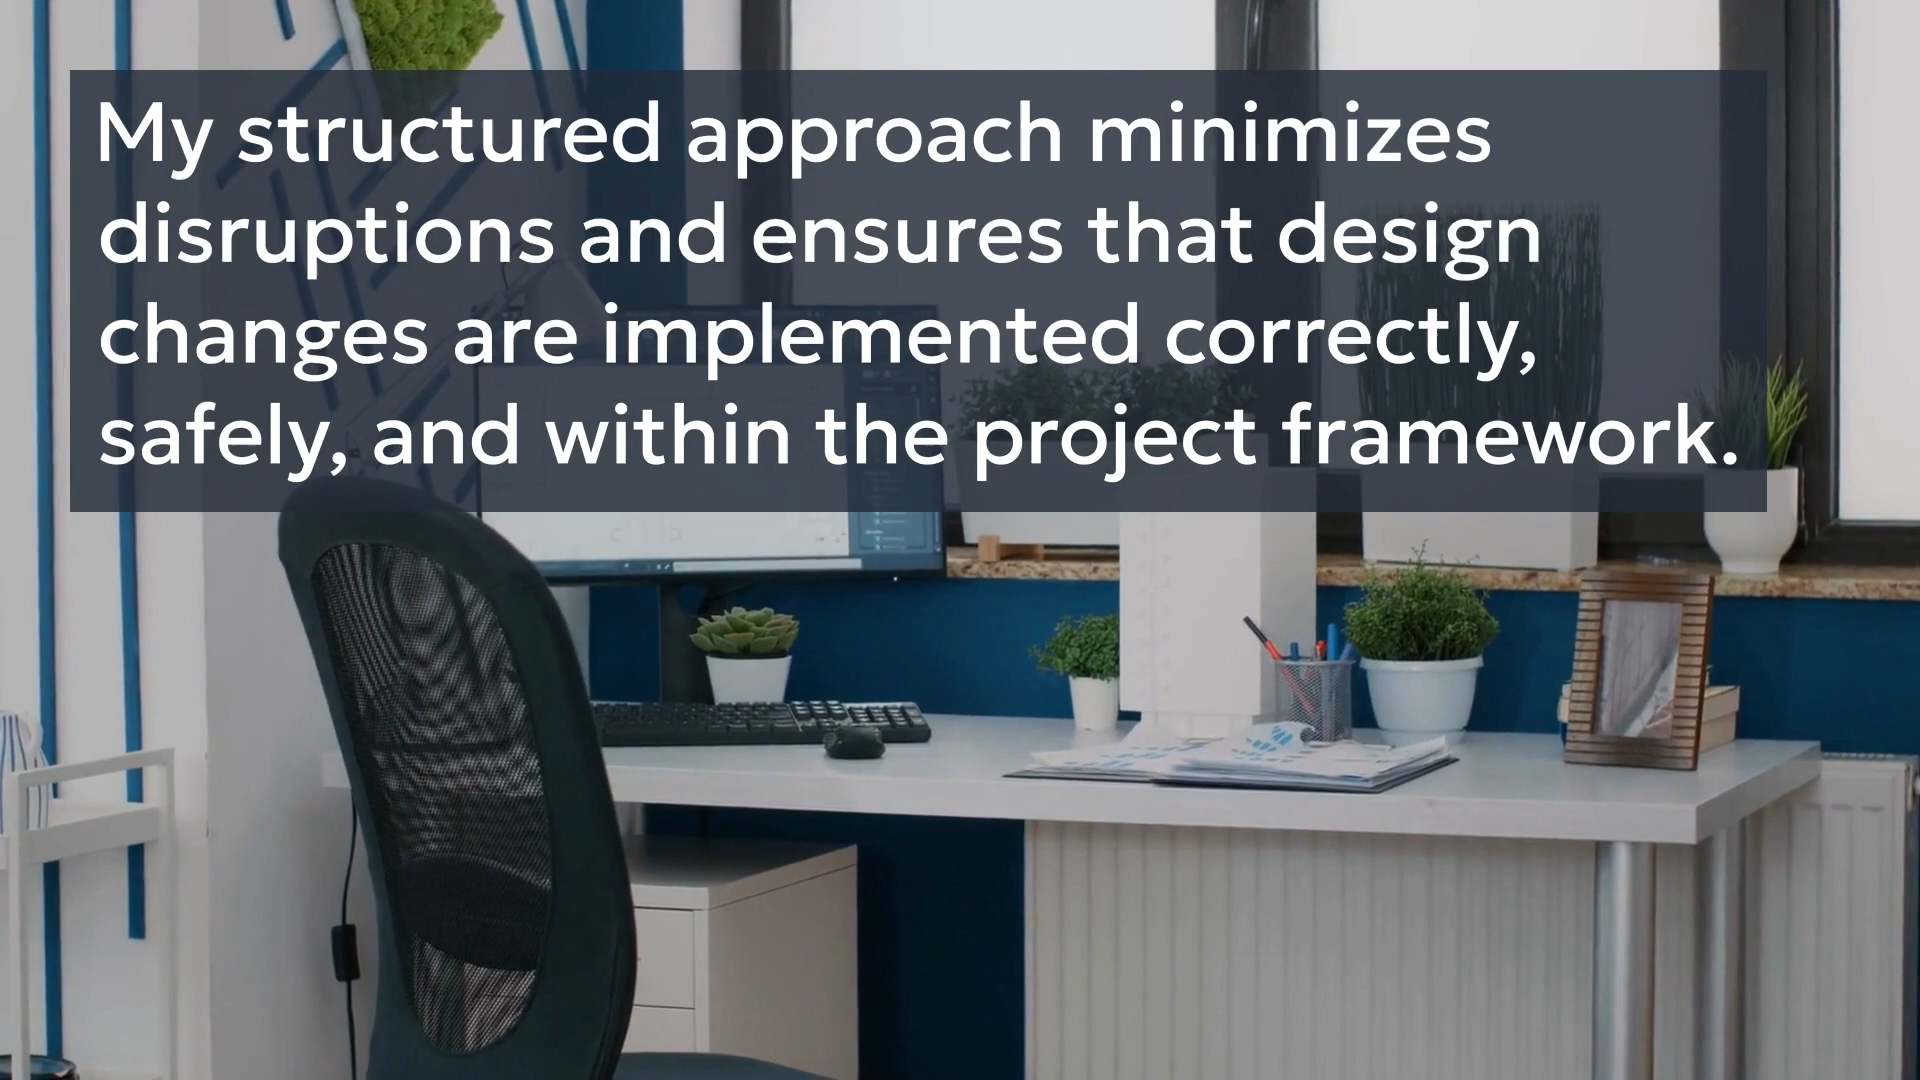 My structured approach minimizes
disruptions and ensures that design
changes are implemented correctly,
safely, and within the project framework.